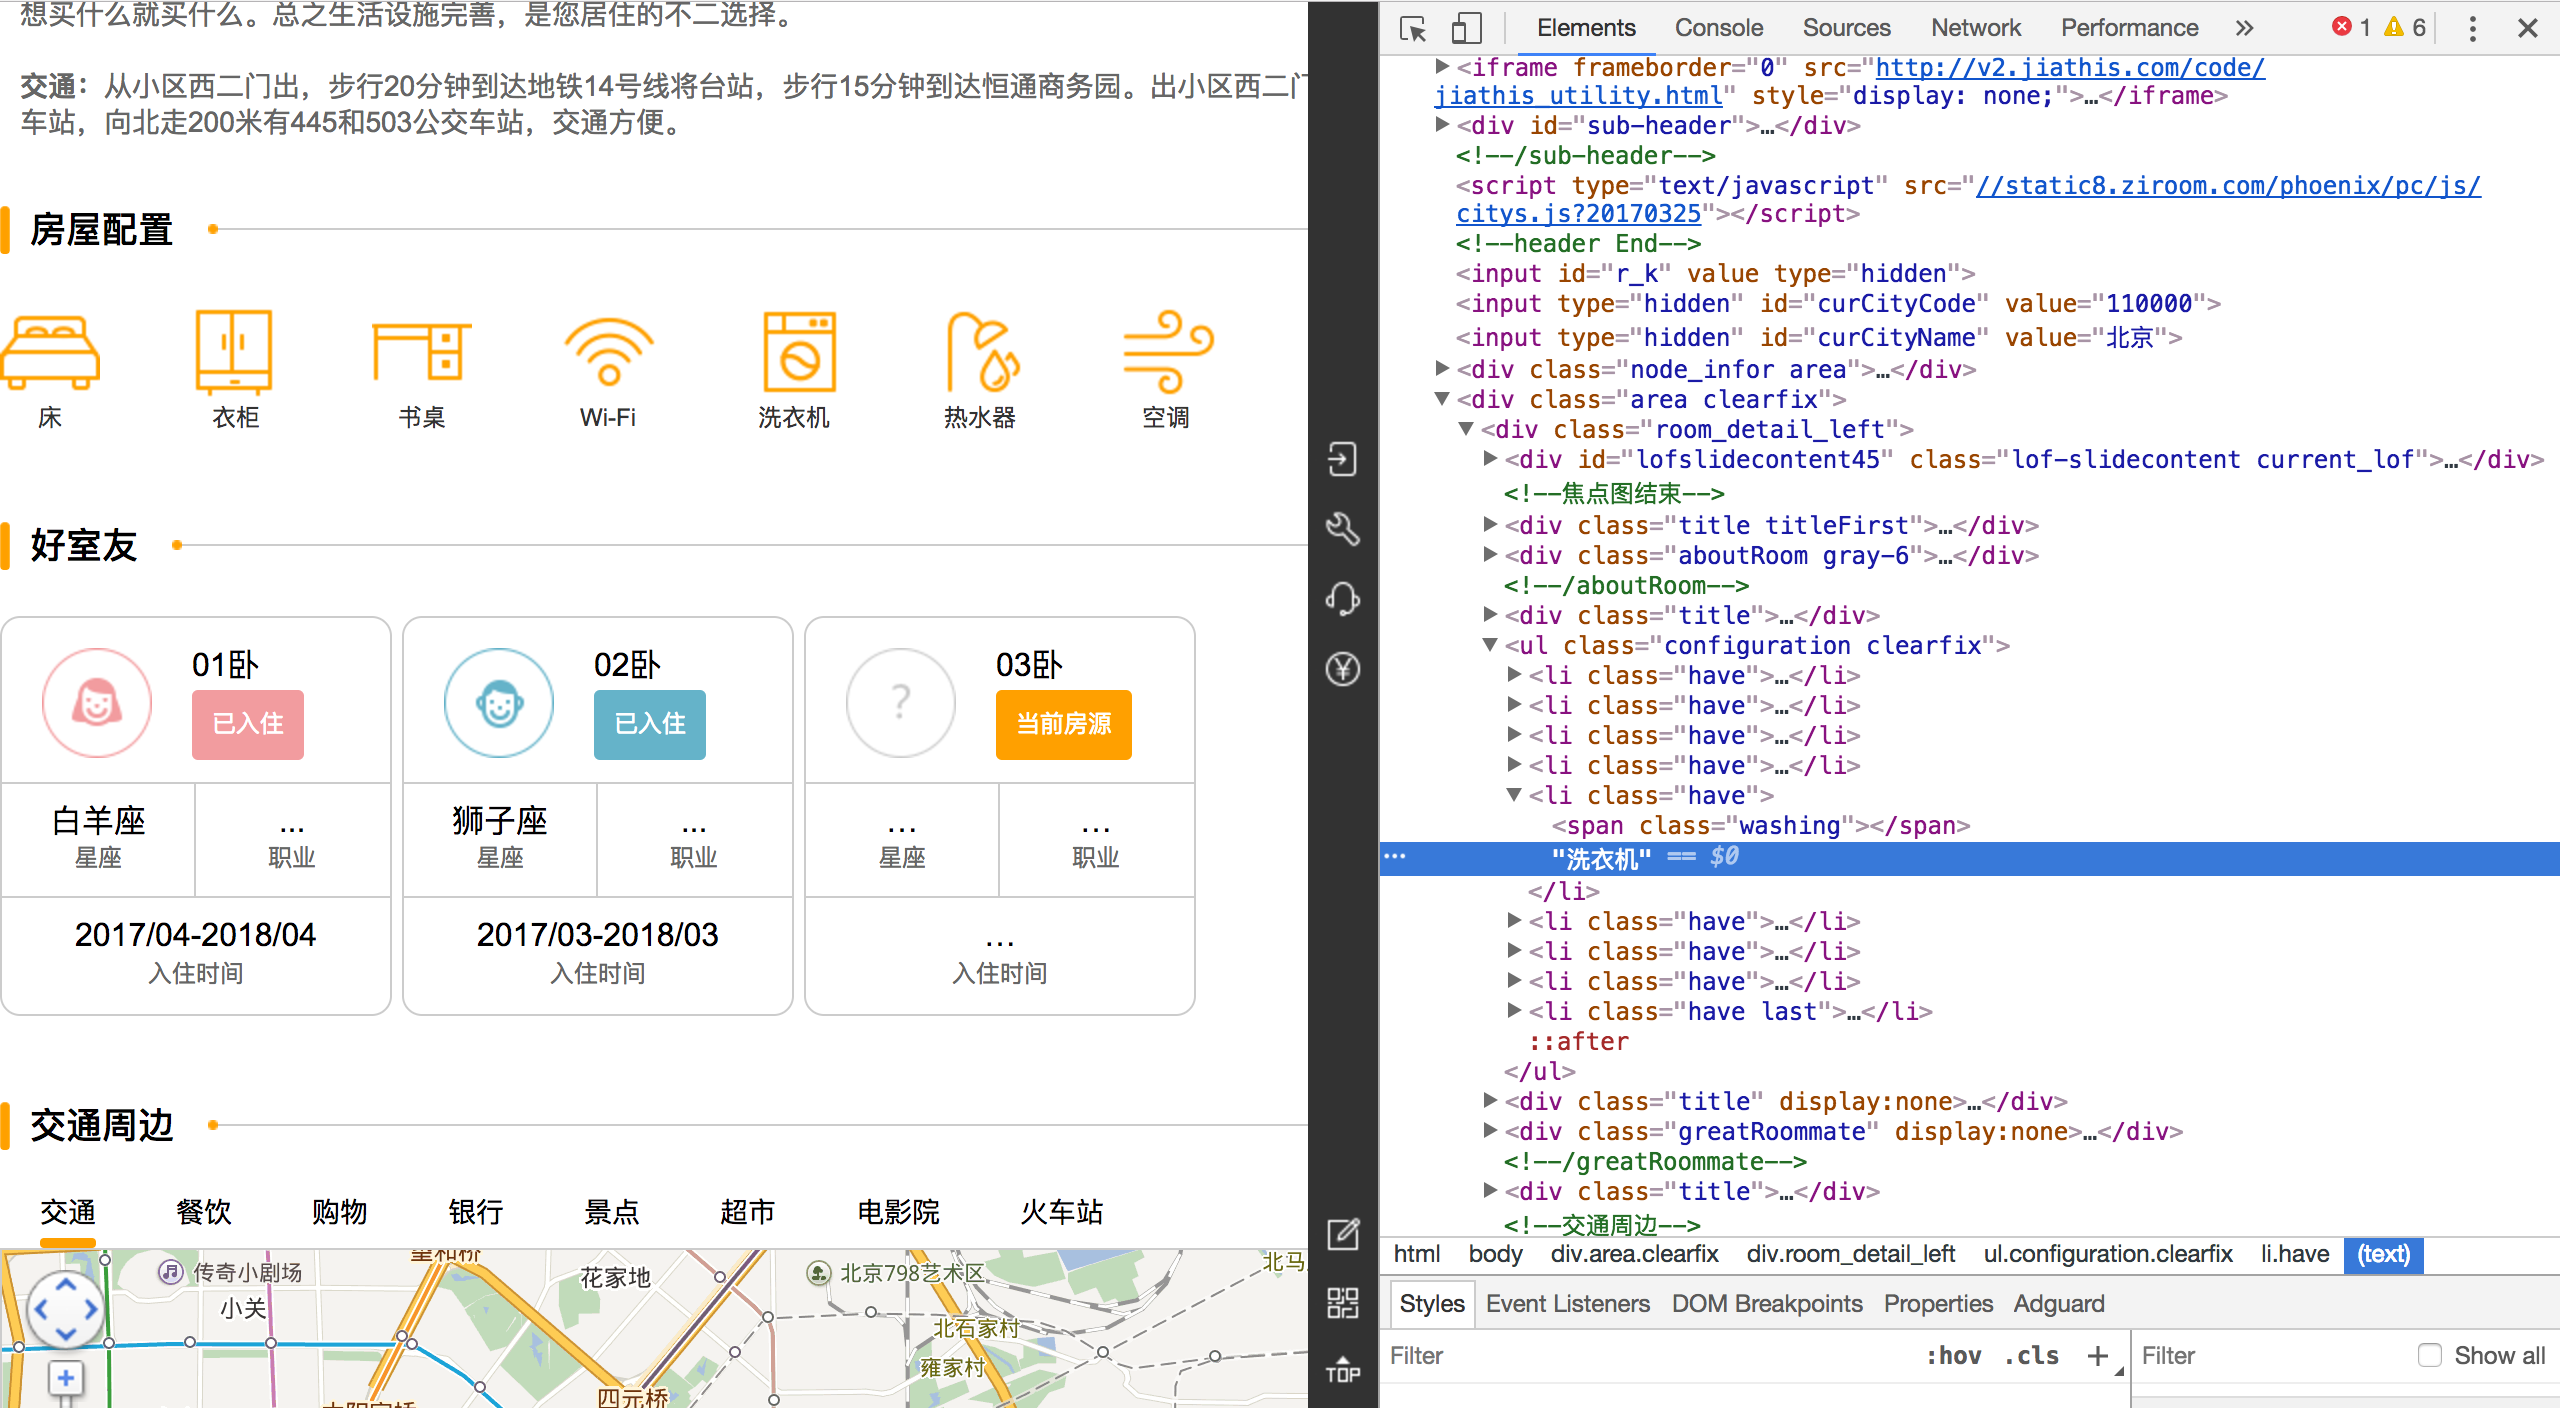 想买什么就买什么。总之生活设施完善，是您居住的不二选择。
交通：从小区西二门出，步行20分钟到达地铁14号线将台站，步行15分钟到达恒通商务园。出小区西二门
车站，向北走200米有445和503公交车站，交通方便。
房屋配置
床 衣柜 书桌 Wi-Fi 洗衣机 热水器 空调
好室友
01卧 02卧 03卧
已入住 已入住 当前房源
?
白羊座 ... 狮子座 ... ... ...
星座 职业 星座 职业 星座 职业
2017/04-2018/04 2017/03-2018/03 ...
入住时间 入住时间 入住时间
交通周边
交通 餐饮 购物 银行 景点 超市 电影院 火车站
传奇小剧场
小关
花家地
北京798艺术区
北马
北石家村
雍家村
四元桥
TOP
Elements Console Sources Network Performance » 1 6
<iframe frameborder="0" src="http://v2.jiathis.com/code/
jiathis_utility.html" style="display: none;">…</iframe>
<div id="sub-header">…</div>
<!--/sub-header-->
<script type="text/javascript" src="//static8.ziroom.com/phoenix/pc/js/
citys.js?20170325"></script>
<!--header End-->
<input id="r_k" value type="hidden">
<input type="hidden" id="curCityCode" value="110000">
<input type="hidden" id="curCityName" value="北京">
<div class="node_infor area">…</div>
<div class="area clearfix">
<div class="room_detail_left">
<div id="lofslidecontent45" class="lof-slidecontent current_lof">…</div>
<!--焦点图结束-->
<div class="title titleFirst">…</div>
<div class="aboutRoom gray-6">…</div>
<!--/aboutRoom-->
<div class="title">…</div>
<ul class="configuration clearfix">
<li class="have">…</li>
<li class="have">…</li>
<li class="have">…</li>
<li class="have">…</li>
<li class="have">
<span class="washing"></span>
"洗衣机" == $0
</li>
<li class="have">…</li>
<li class="have">…</li>
<li class="have">…</li>
<li class="have last">…</li>
::after
</ul>
<div class="title" display:none>…</div>
<div class="greatRoommate" display:none>…</div>
<!--/greatRoommate-->
<div class="title">…</div>
<!--交通周边-->
html body div.area.clearfix div.room_detail_left ul.configuration.clearfix li.have (text)
Styles Event Listeners DOM Breakpoints Properties Adguard
Filter :hov .cls + Filter Show all